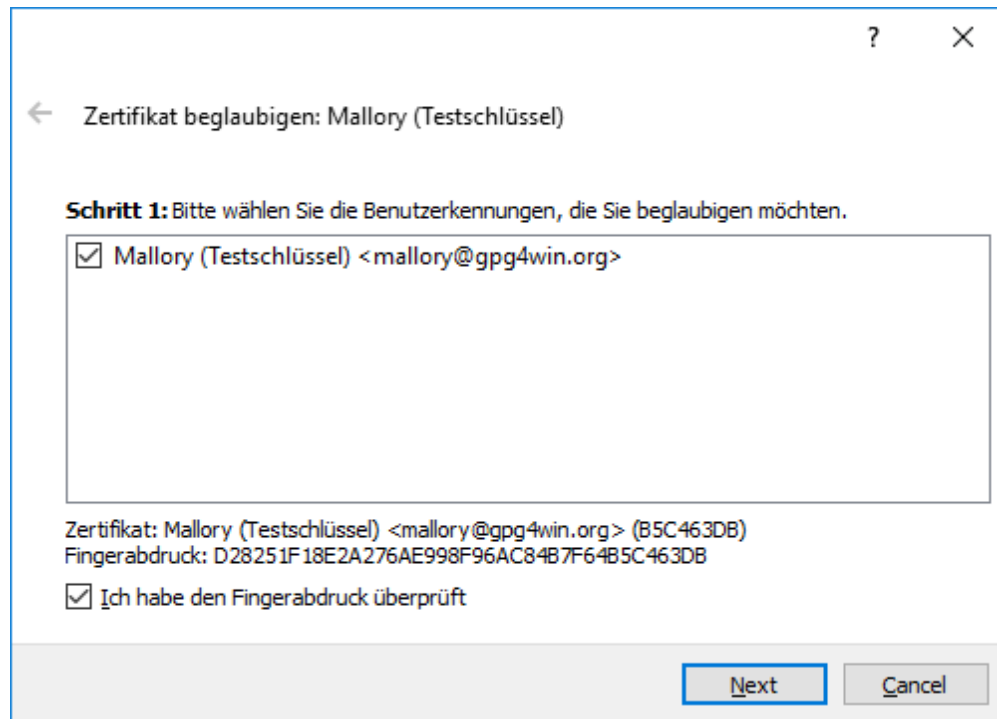 ?
Zertifikat beglaubigen: Mallory (Testschlüssel)
Schritt 1: Bitte wählen Sie die Benutzerkennungen, die Sie beglaubigen möchten.
Mallory (Testschlüssel) <mallory@gpg4win.org>
Zertifikat: Mallory (Testschlüssel) <mallory@gpg4win.org> (B5C463DB)
Fingerabdruck: D28251F18E2A276AE998F96AC84B7F64B5C463DB
Ich habe den Fingerabdruck überprüft
Next Cancel